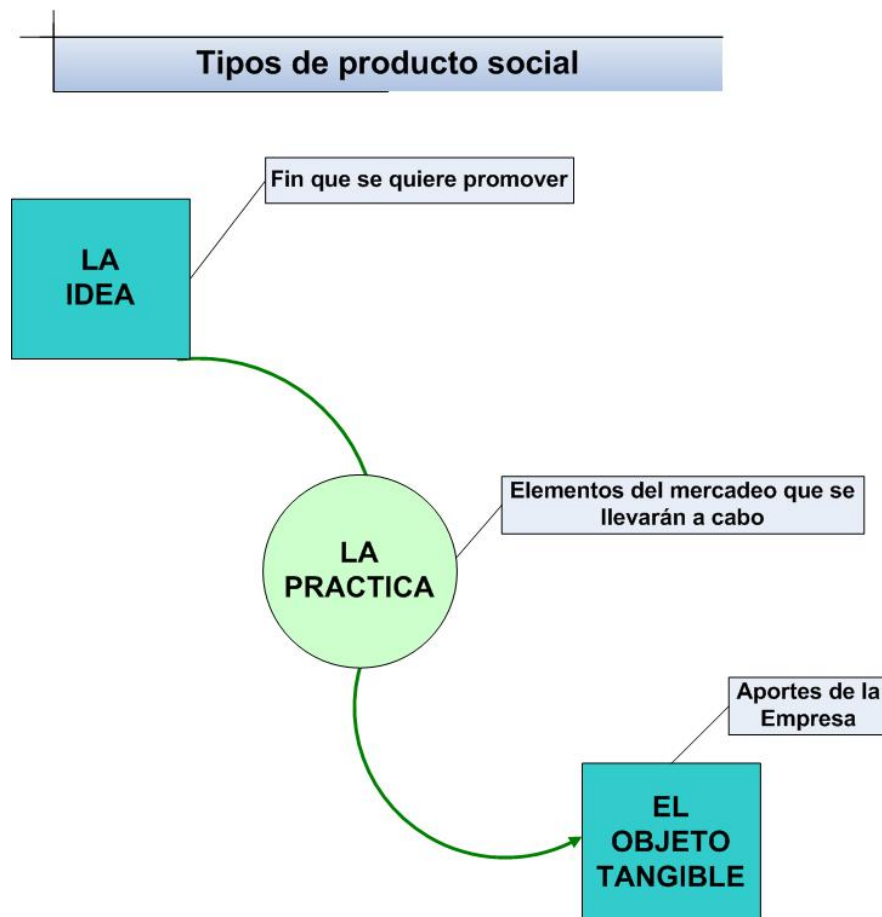 Tipos de producto social
Fin que se quiere promover
LA
IDEA
Elementos del mercadeo que se
llevarán a cabo
LA
PRACTICA
Aportes de la
Empresa
EL
OBJETO
TANGIBLE